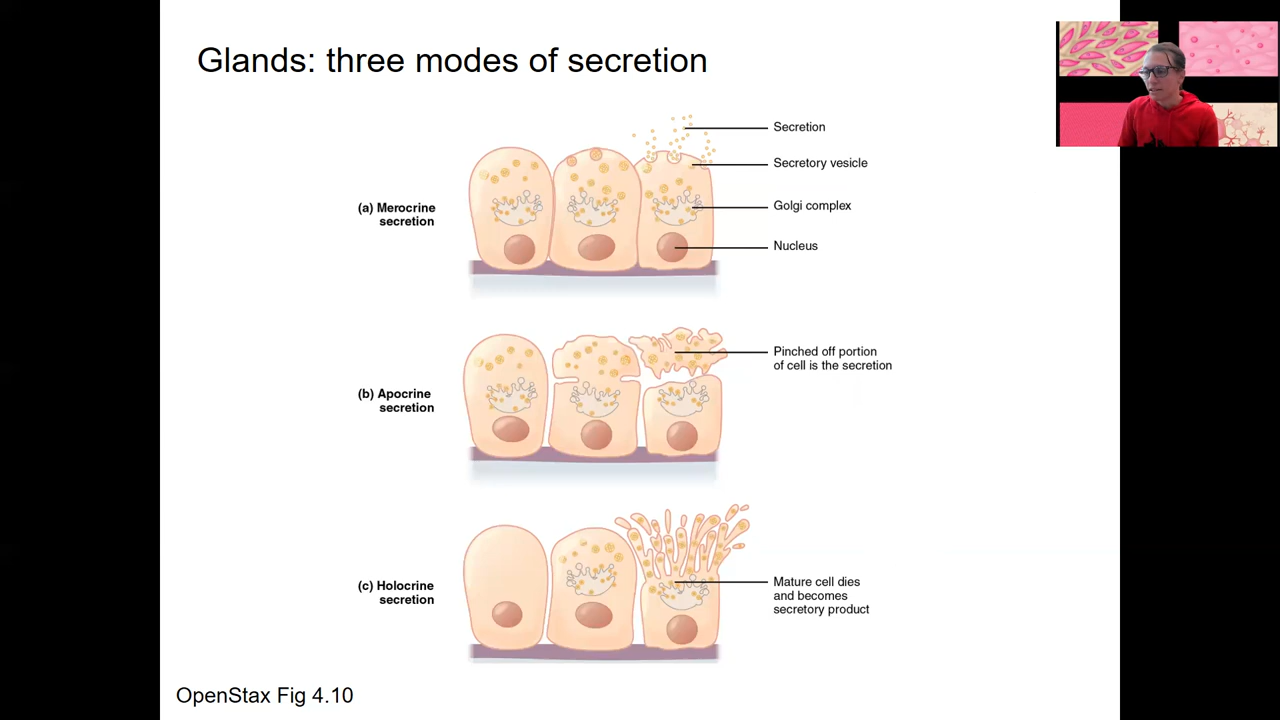 Glands: three modes of secretion
Secretion
Secretory vesicle
(a) Merocrine
secretion
Golgi complex
Nucleus
Pinched off portion
of cell is the secretion
(b) Apocrine
secretion
(c) Holocrine
secretion
Mature cell dies
and becomes
secretory product
OpenStax Fig 4.10